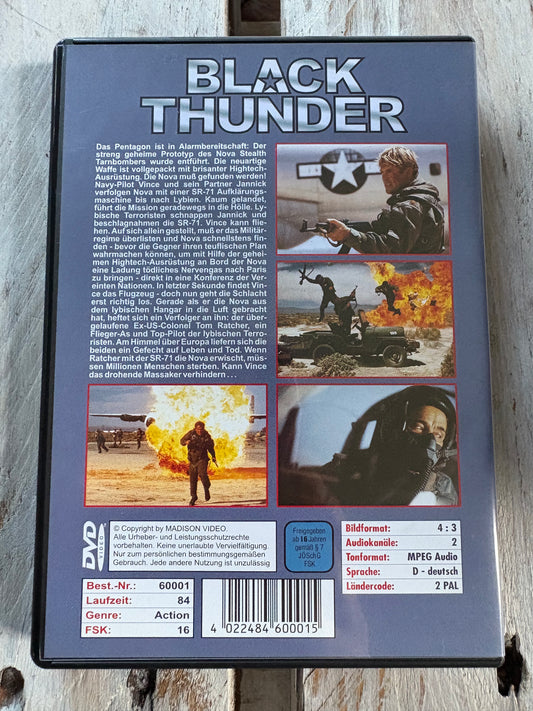 BLACK
THUNDER
Das Pentagon ist in Alarmbereitschaft: Der
streng geheime Prototyp des Nova Stealth
Tarnbombers wurde entführt. Die neuartige
Waffe ist vollgepackt mit brisanter Hightech-
Ausrüstung. Die Nova muß gefunden werden!
Navy-Pilot Vince und sein Partner Jannick
verfolgen Nova mit einer SR-71 Aufklärungs-
maschine bis nach Lybien. Kaum gelandet,
führt die Mission geradewegs in die Hölle. Ly-
bische Terroristen schnappen Jannick und
beschlagnahmen die SR-71. Vince kann flie-
hen. Auf sich allein gestellt, muß er das Militär-
regime überlisten und Nova schnellstens fin-
den - bevor die Gegner ihren teuflischen Plan
wahrmachen können, um mit Hilfe der gehei-
men Hightech-Ausrüstung an Bord der Nova
eine Ladung tödliches Nervengas nach Paris
zu bringen - direkt in eine Konferenz der Ver-
einten Nationen. In letzter Sekunde findet Vin-
ce das Flugzeug - doch nun geht die Schlacht
erst richtig los. Gerade als er die Nova aus
dem lybischen Hangar in die Luft gebracht
hat, heftet sich ein Verfolger an ihn: der über-
gelaufene Ex-US-Colonel Tom Ratcher, ein
Flieger-As und Top-Pilot der lybischen Terro-
risten. Am Himmel über Europa liefern sich die
beiden ein Gefecht auf Leben und Tod. Wenn
Ratcher mit der SR-71 die Nova erwischt, müs-
sen Millionen Menschen sterben. Kann Vince
das drohende Massaker verhindern . . .
DVD
VIDEO
© Copyright by MADISON VIDEO.
Alle Urheber- und Leistungsschutzrechte
vorbehalten. Keine unerlaubte Vervielfältigung.
Nur zum persönlichen bestimmungsgemäßen
Gebrauch. Jede andere Nutzung ist unzulässig
Freigegeben
ab 16 Jahren
gemäß § 7
JÖSchG
FSK
Bildformat: 4 : 3
Audiokanäle: 2
Tonformat: MPEG Audio
Sprache: D - deutsch
Ländercode: 2 PAL
Best.-Nr.: 60001
Laufzeit: 84
Genre: Action
FSK: 16
4 022484 600015